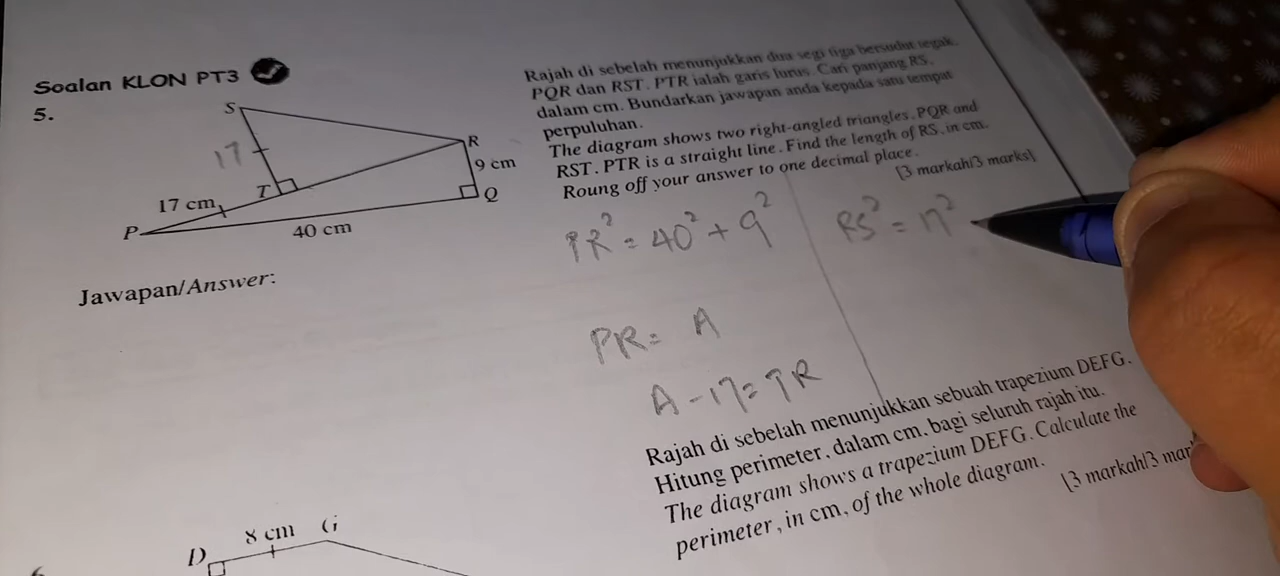 Soalan KLON PT3
5.
S
17
R
9 cm
T
Q
17 cm
P
40 cm
Jawapan/Answer:
Rajah di sebelah menunjukkan dua segi tiga bersudut tegak,
PQR dan RST. PTR ialah garis lurus. Cari panjang RS,
dalam cm. Bundarkan jawapan anda kepada satu tempat
perpuluhan.
The diagram shows two right-angled triangles, PQR and
RST. PTR is a straight line. Find the length of RS, in cm.
Roung off your answer to one decimal place.
[3 markah/3 marks]
PR² = 40² + 9²
RS² = 17²
PR = A
A - 17 = TR
Rajah di sebelah menunjukkan sebuah trapezium DEFG.
Hitung perimeter, dalam cm, bagi seluruh rajah itu.
The diagram shows a trapezium DEFG. Calculate the
perimeter, in cm, of the whole diagram.
[3 markah/3 mar
8 cm
G
D